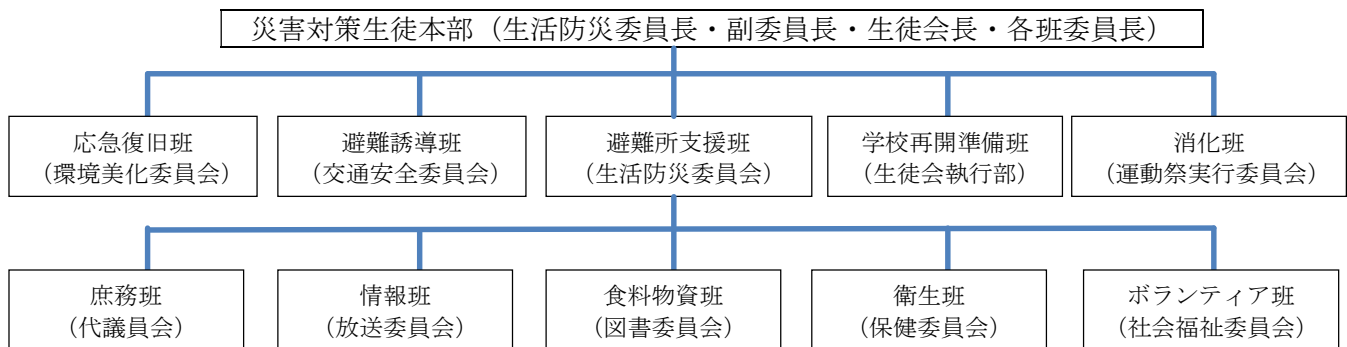 災害対策生徒本部（生活防災委員長・副委員長・生徒会長・各班委員長）
応急復旧班
（環境美化委員会）
避難誘導班
（交通安全委員会）
避難所支援班
（生活防災委員会）
学校再開準備班
（生徒会執行部）
消化班
（運動祭実行委員会）
庶務班
（代議員会）
情報班
（放送委員会）
食料物資班
（図書委員会）
衛生班
（保健委員会）
ボランティア班
（社会福祉委員会）